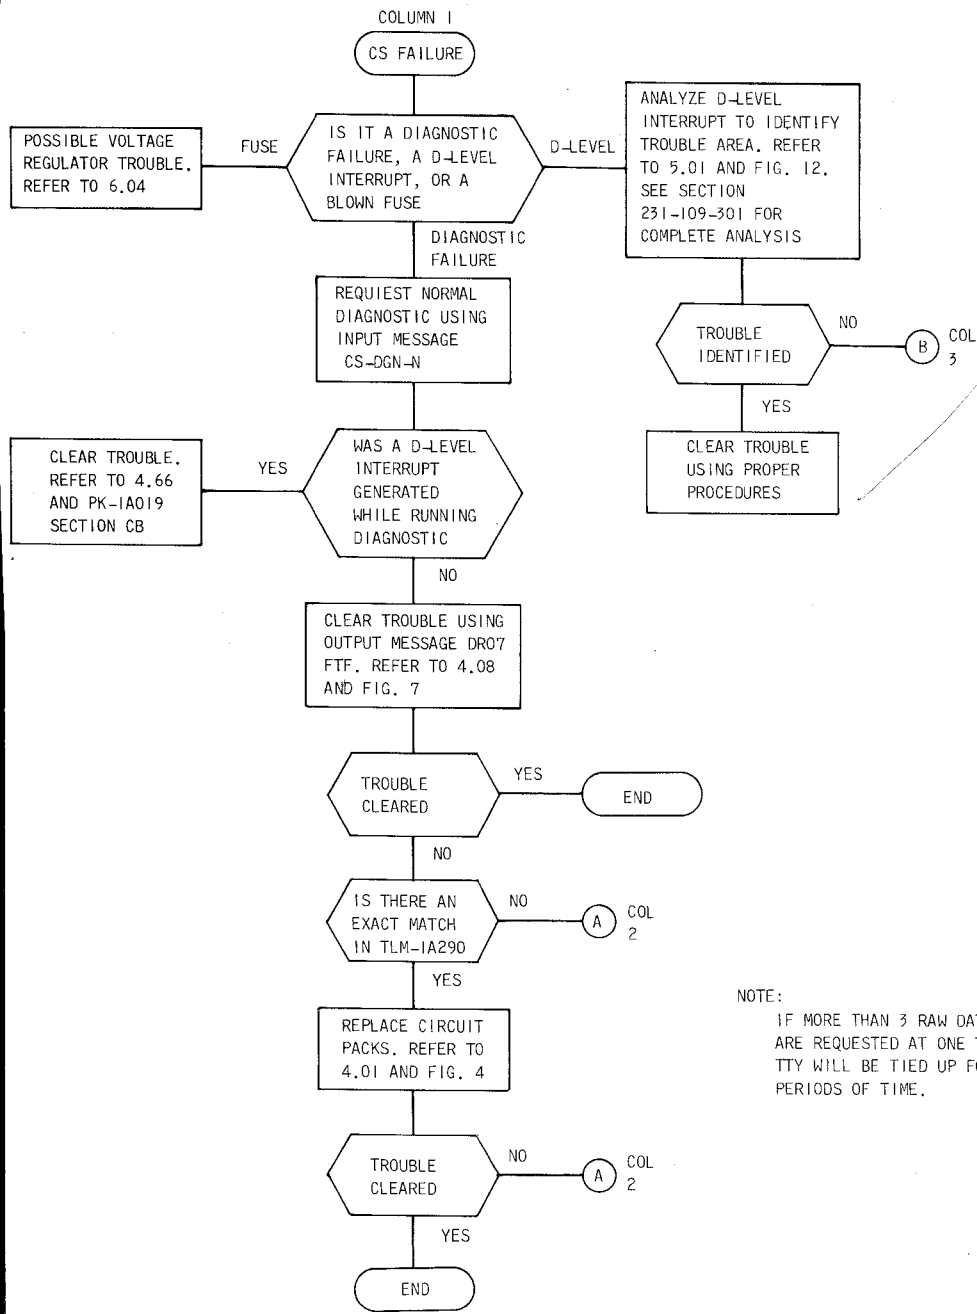 COLUMN 1
CS FAILURE
IS IT A DIAGNOSTIC
FAILURE, A D-LEVEL
INTERRUPT, OR A
BLOWN FUSE
FUSE
POSSIBLE VOLTAGE
REGULATOR TROUBLE.
REFER TO 6.04
D-LEVEL
ANALYZE D-LEVEL
INTERRUPT TO IDENTIFY
TROUBLE AREA. REFER
TO 5.01 AND FIG. 12.
SEE SECTION
231-109-301 FOR
COMPLETE ANALYSIS
TROUBLE
IDENTIFIED
NO
B
COL
3
YES
CLEAR TROUBLE
USING PROPER
PROCEDURES
DIAGNOSTIC
FAILURE
REQUIEST NORMAL
DIAGNOSTIC USING
INPUT MESSAGE
CS-DGN-N
WAS A D-LEVEL
INTERRUPT
GENERATED
WHILE RUNNING
DIAGNOSTIC
YES
CLEAR TROUBLE.
REFER TO 4.66
AND PK-1A019
SECTION CB
NO
CLEAR TROUBLE USING
OUTPUT MESSAGE DR07
FTF. REFER TO 4.08
AND FIG. 7
TROUBLE
CLEARED
YES
END
NO
IS THERE AN
EXACT MATCH
IN TLM-1A290
NO
A
COL
2
YES
REPLACE CIRCUIT
PACKS. REFER TO
4.01 AND FIG. 4
TROUBLE
CLEARED
NO
A
COL
2
YES
END
NOTE:
IF MORE THAN 3 RAW
ARE REQUESTED AT ONE
TTY WILL BE TIED UP
PERIODS OF TIME.